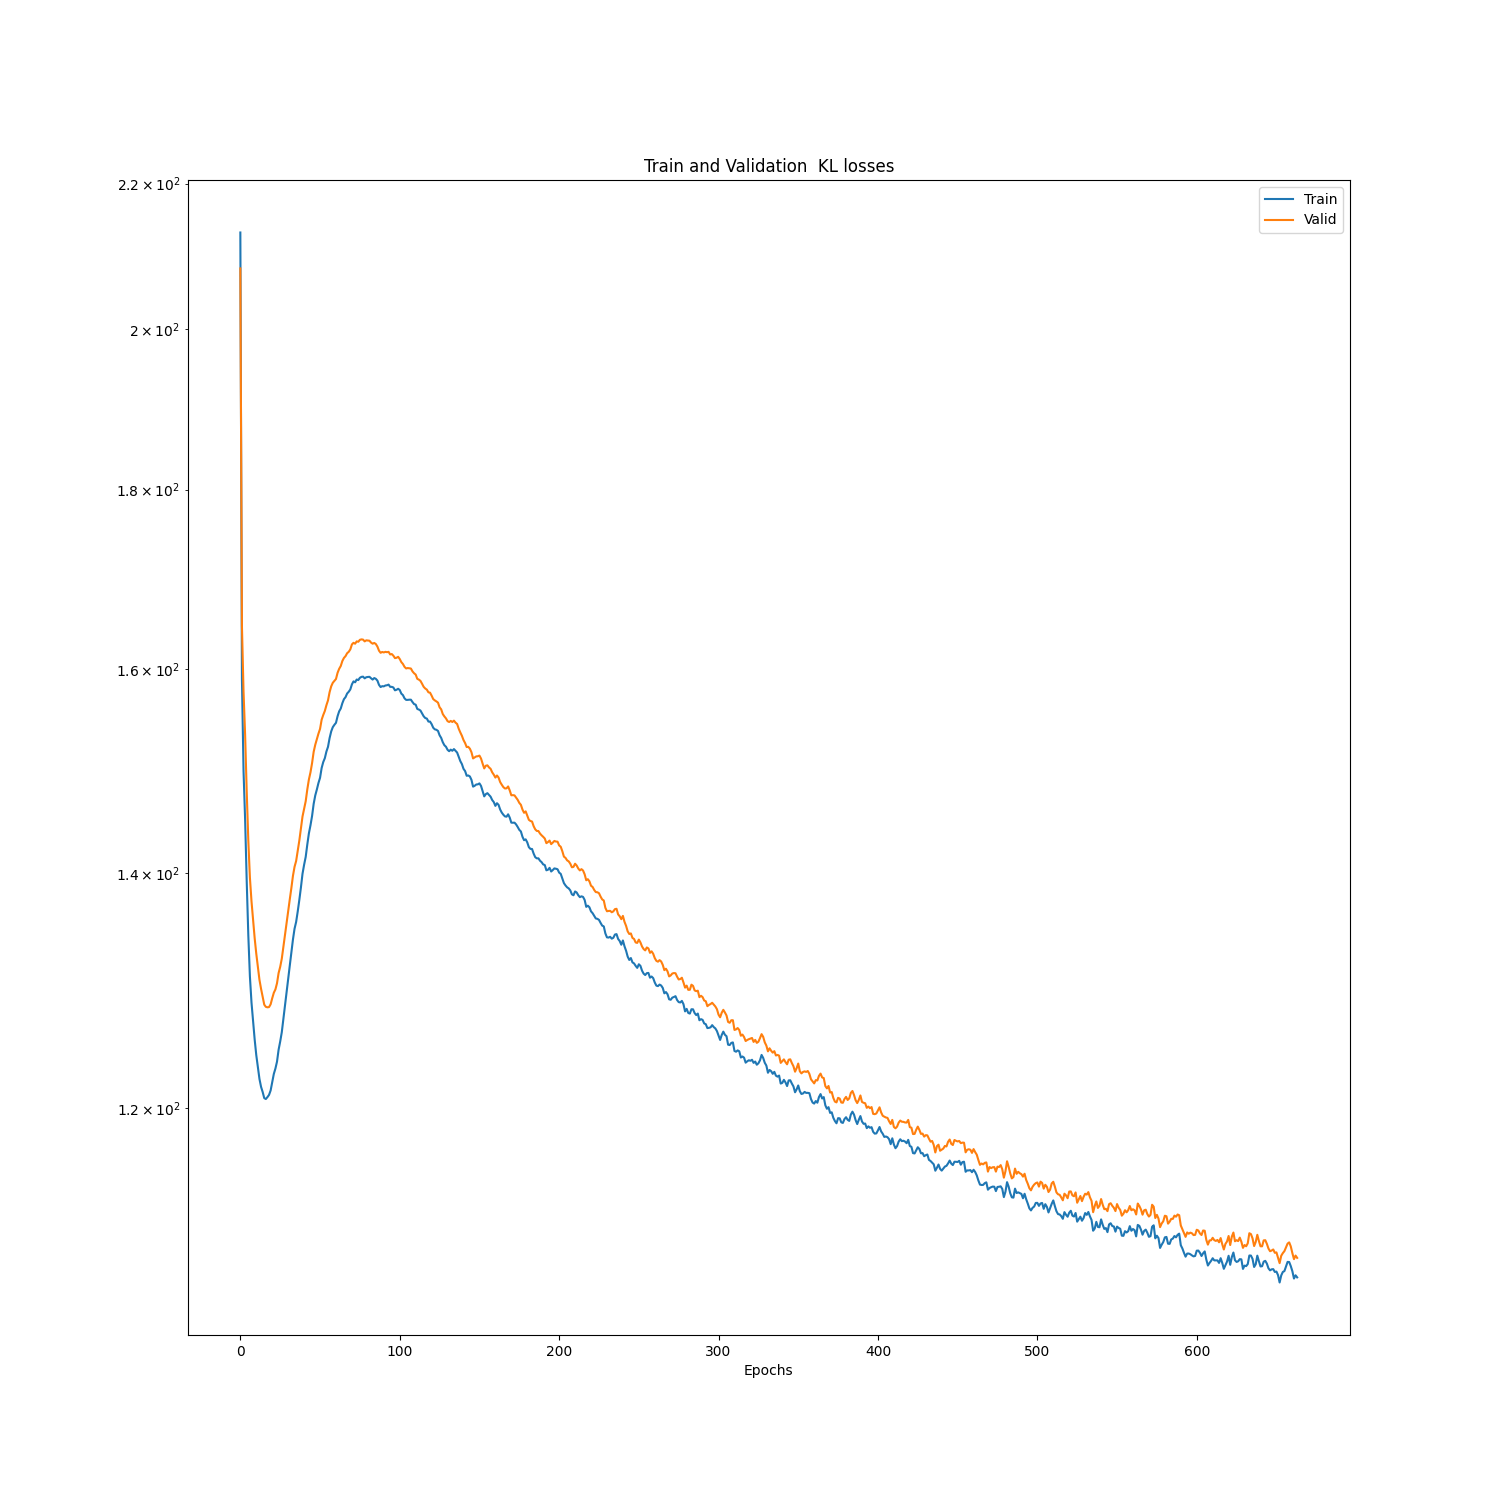 Train and Validation  KL losses
2.2 × 10²
2 × 10²
1.8 × 10²
1.6 × 10²
1.4 × 10²
1.2 × 10²
Train
Valid
0 100 200 300 400 500 600
Epochs